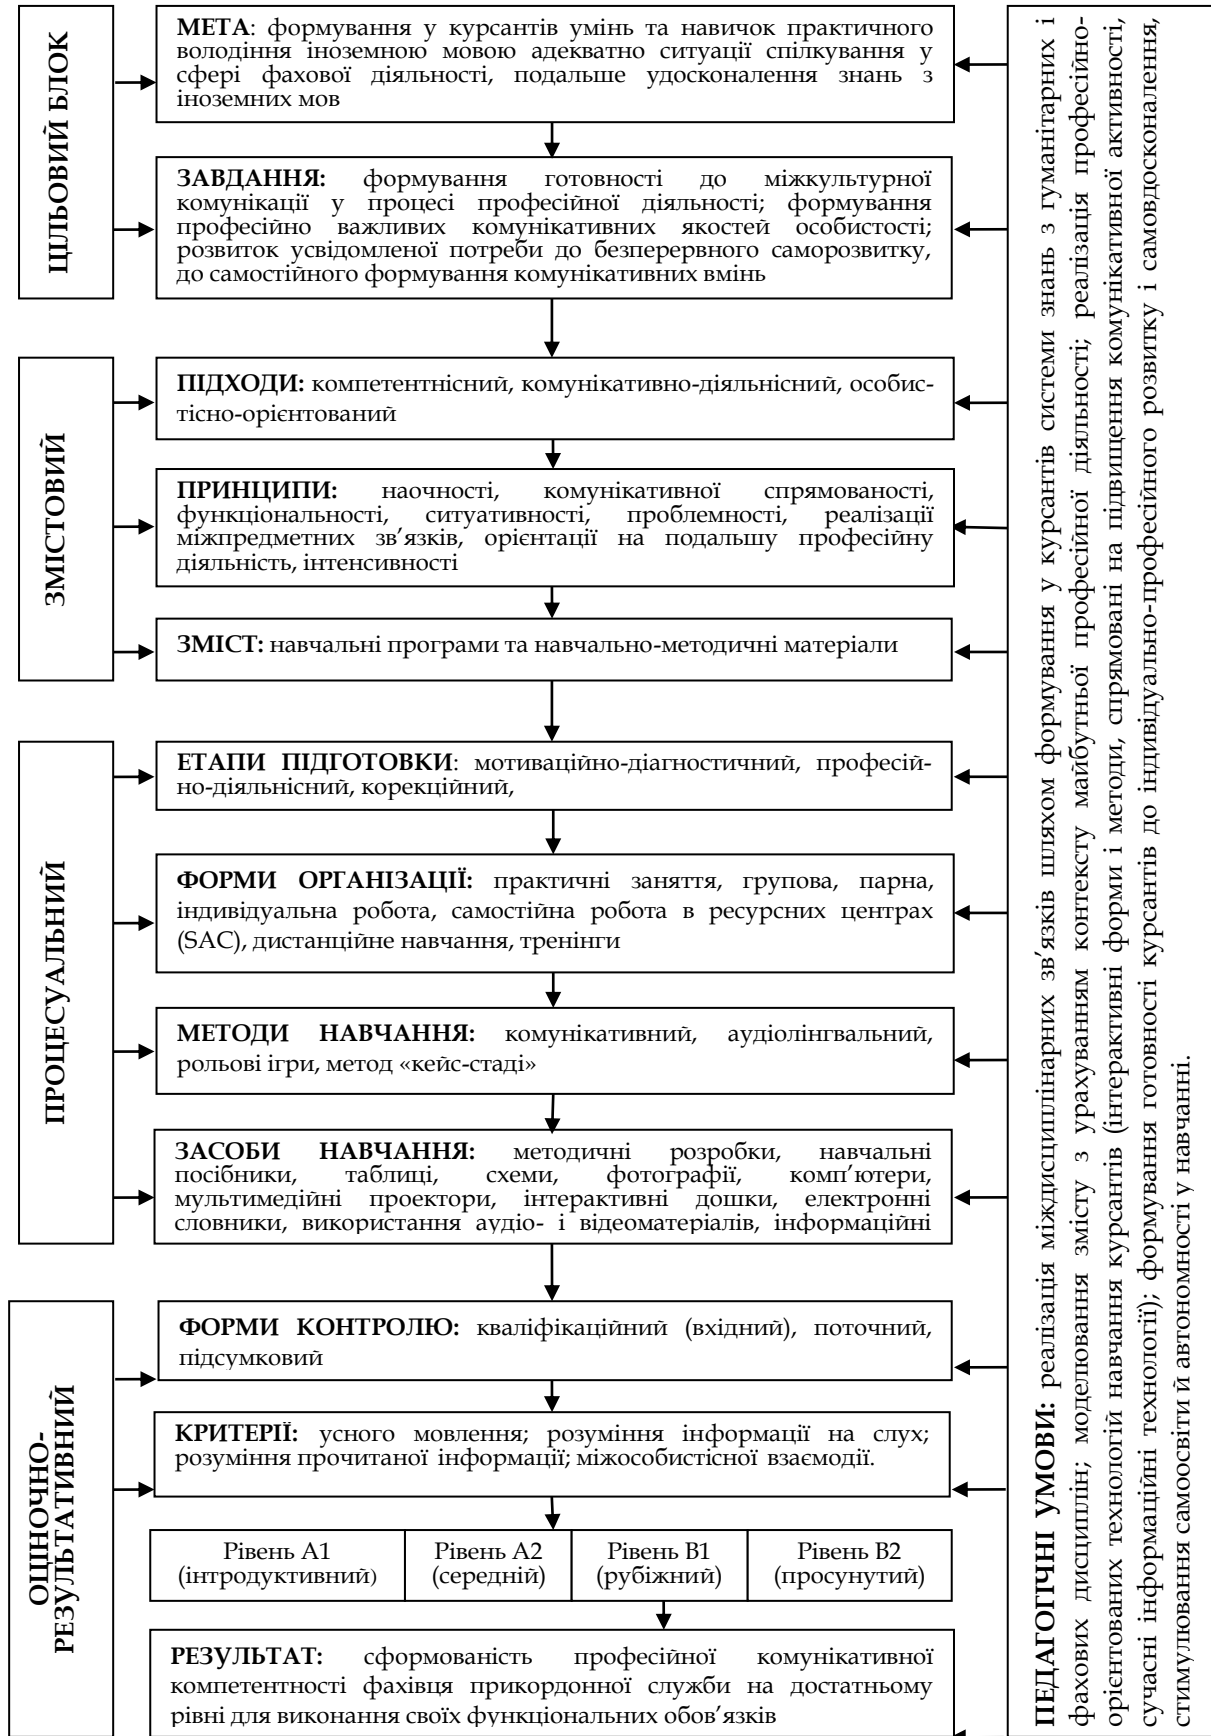 ЦІЛЬОВИЙ БЛОК
МЕТА: формування у курсантів умінь та навичок практичного
володіння іноземною мовою адекватно ситуації спілкування у
сфері фахової діяльності, подальше удосконалення знань з
іноземних мов
ЗАВДАННЯ: формування готовності до міжкультурної
комунікації у процесі професійної діяльності; формування
професійно важливих комунікативних якостей особистості;
розвиток усвідомленої потреби до безперервного саморозвитку,
до самостійного формування комунікативних вмінь
ЗМІСТОВИЙ
ПІДХОДИ: компетентнісний, комунікативно-діяльнісний, особис-
тісно-орієнтований
ПРИНЦИПИ: наочності, комунікативної спрямованості,
функціональності, ситуативності, проблемності, реалізації
міжпредметних зв’язків, орієнтації на подальшу професійну
діяльність, інтенсивності
ЗМІСТ: навчальні програми та навчально-методичні матеріали
ПРОЦЕСУАЛЬНИЙ
ЕТАПИ ПІДГОТОВКИ: мотиваційно-діагностичний, професій-
но-діяльнісний, корекційний,
ФОРМИ ОРГАНІЗАЦІЇ: практичні заняття, групова, парна,
індивідуальна робота, самостійна робота в ресурсних центрах
(SAC), дистанційне навчання, тренінги
МЕТОДИ НАВЧАННЯ: комунікативний, аудіолінгвальний,
рольові ігри, метод «кейс-стаді»
ЗАСОБИ НАВЧАННЯ: методичні розробки, навчальні
посібники, таблиці, схеми, фотографії, комп’ютери,
мультимедійні проектори, інтерактивні дошки, електронні
словники, використання аудіо- і відеоматеріалів, інформаційні
ОЦІНОЧНО-
РЕЗУЛЬТАТИВНИЙ
ФОРМИ КОНТРОЛЮ: кваліфікаційний (вхідний), поточний,
підсумковий
КРИТЕРІЇ: усного мовлення; розуміння інформації на слух;
розуміння прочитаної інформації; міжособистісної взаємодії.
Рівень А1
(інтродуктивний)
Рівень А2
(середній)
Рівень В1
(рубіжний)
Рівень В2
(просунутий)
РЕЗУЛЬТАТ: сформованість професійної комунікативної
компетентності фахівця прикордонної служби на достатньому
рівні для виконання своїх функціональних обов’язків
ПЕДАГОГІЧНІ УМОВИ: реалізація міждисциплінарних зв’язків шляхом формування у курсантів системи знань з гуманітарних і
фахових дисциплін; моделювання змісту з урахуванням контексту майбутньої професійної діяльності; реалізація професійно-
орієнтованих технологій навчання курсантів (інтерактивні форми і методи, спрямовані на підвищення комунікативної активності,
сучасні інформаційні технології); формування готовності курсантів до індивідуально-професійного розвитку і самовдосконалення,
стимулювання самоосвіти й автономності у навчанні.